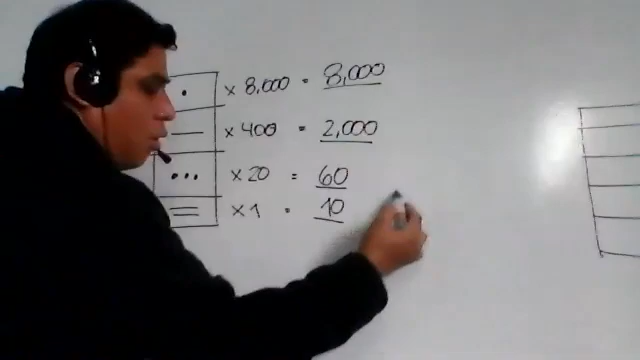 • × 8,000 = 8,000
— × 400 = 2,000
••• × 20 = 60
= × 1 = 10